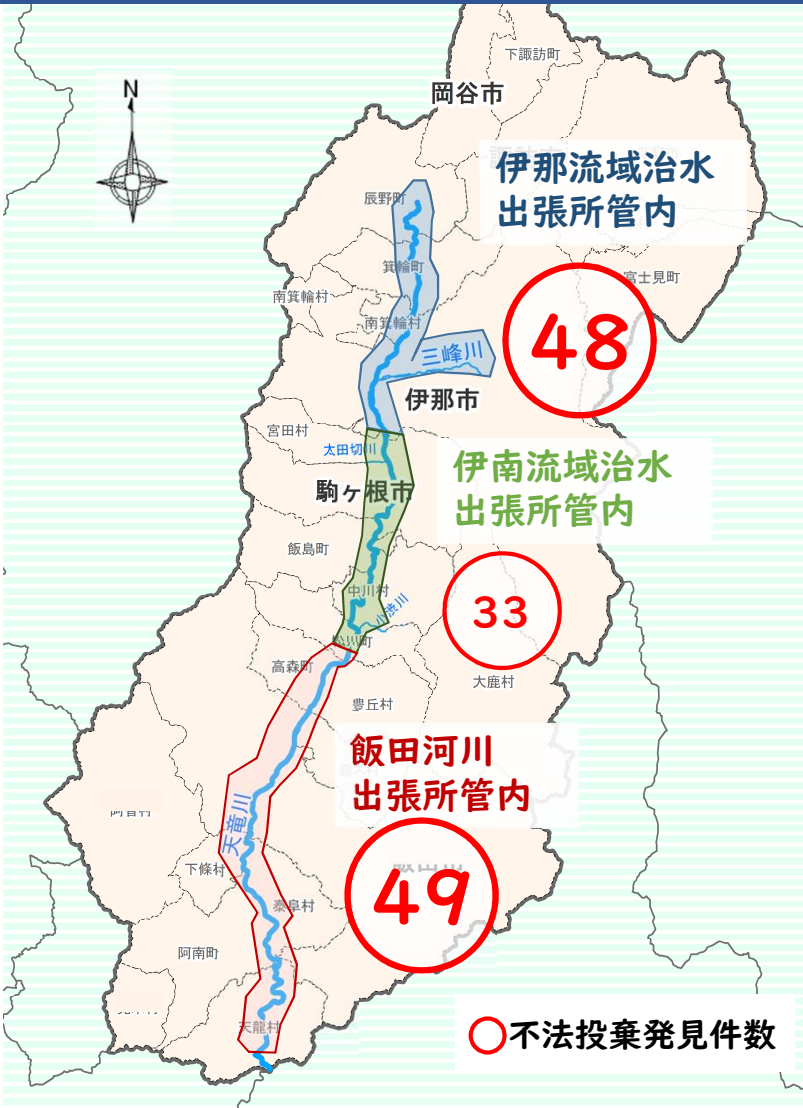 N
下諏訪町
岡谷市
伊那流域治水
出張所管内
辰野町
箕輪町
富士見町
南箕輪村
南箕輪村
48
三峰川
伊那市
宮田村
太田切川
伊南流域治水
出張所管内
駒ヶ根市
飯島町
中川村
小渋川
33
松川町
高森町
大鹿村
豊丘村
飯田河川
出張所管内
天竜川
下條村
49
泰阜村
阿南町
天龍村
不法投棄発見件数